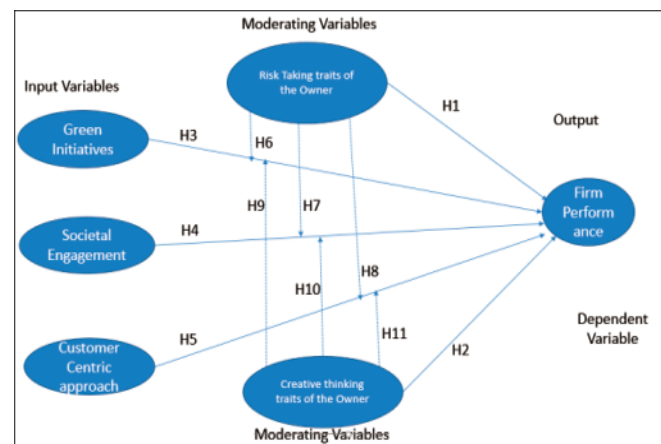 Moderating Variables
Input Variables
Risk Taking traits of
the Owner
Green
Initiatives
H3
H6
H1
Output
Firm
Perform
ance
H9
H7
Societal
Engagement
H4
H8
H10
Dependent
Variable
Customer
Centric
approach
H5
H11
H2
Creative thinking
traits of the Owner
Moderating Variables